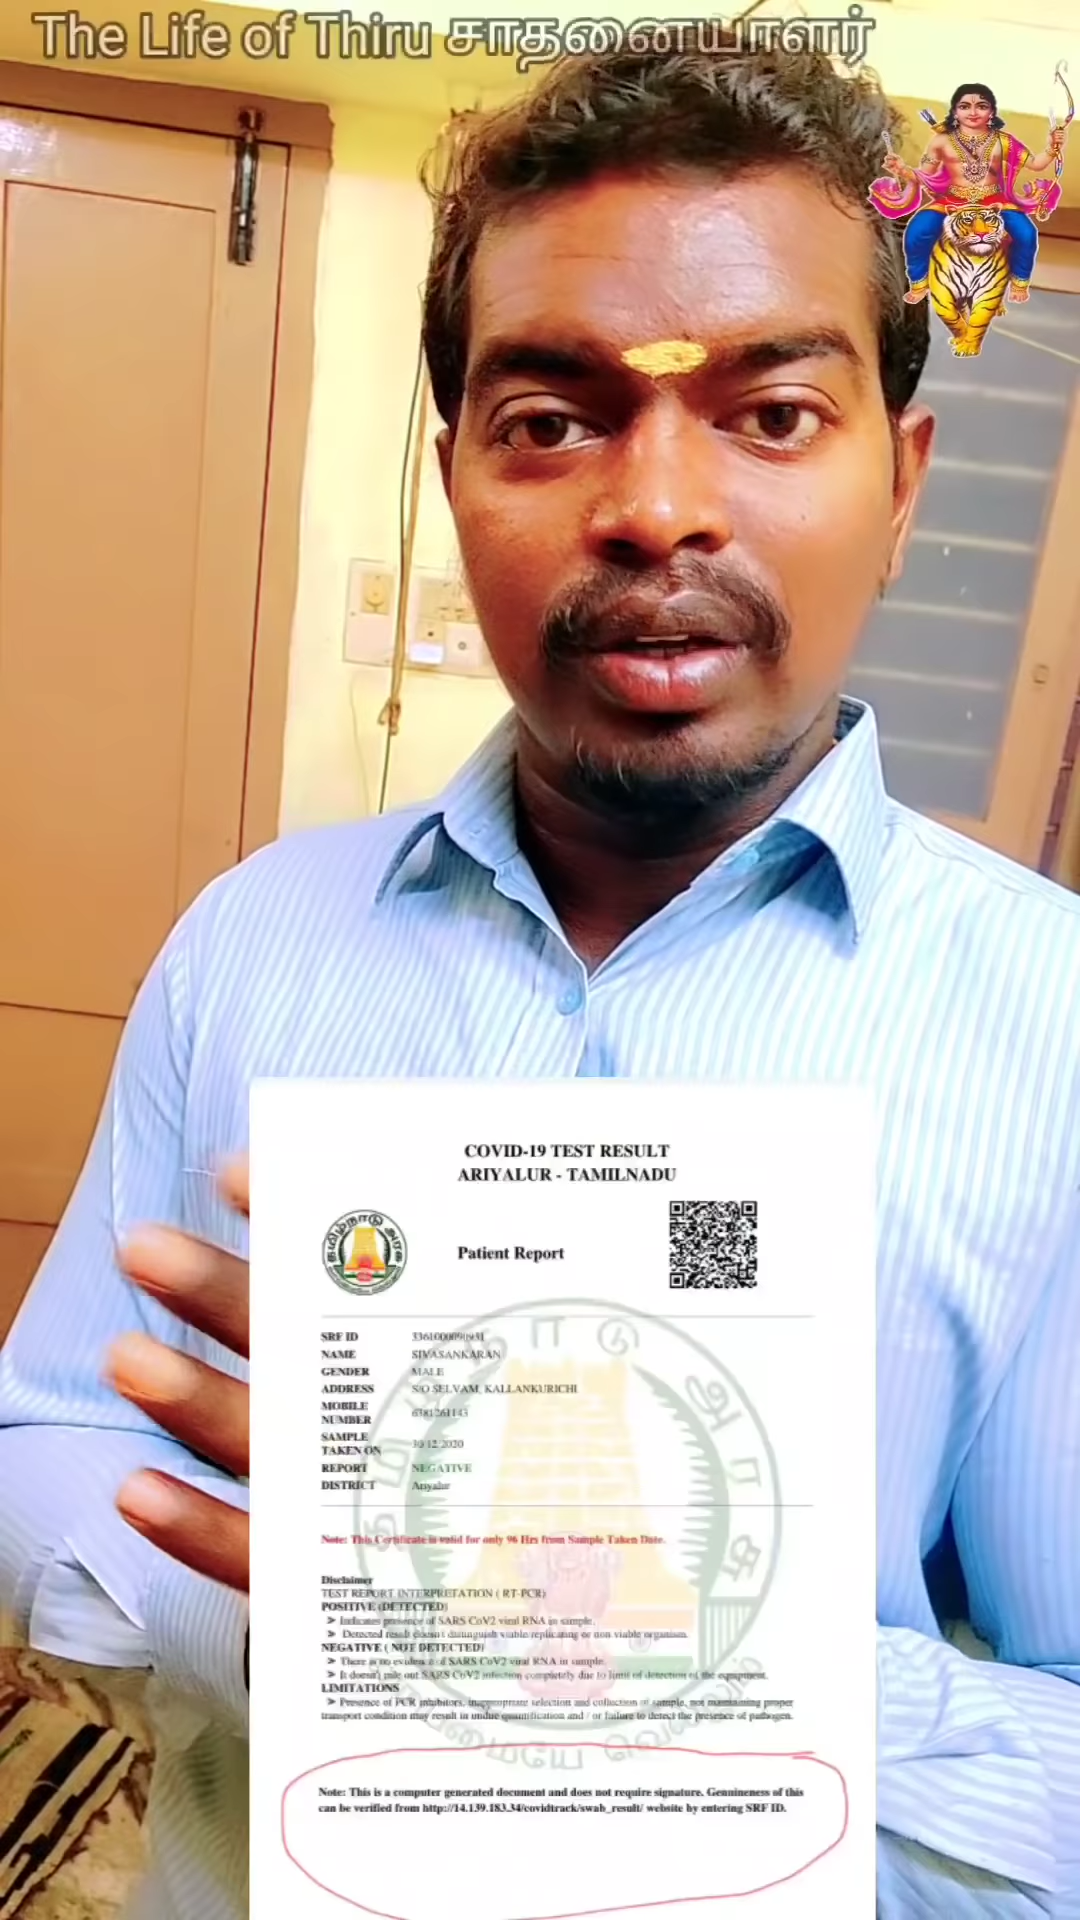 The Life of Thiru சாதனையாளர்
COVID-19 TEST RESULT
ARIYALUR - TAMILNADU
தமிழ்நாடு அரசு
Patient Report
SRF ID
NAME SIVASANKARAN
GENDER MALE
ADDRESS S/O SELVAM, KALLANKURICHI
MOBILE
NUMBER 6381261143
SAMPLE
TAKEN ON 30 12 2020
REPORT NEGATIVE
DISTRICT Ariyalur
Note: This Certificate is valid for only 96 Hrs from Sample Taken Date.
Disclaimer
TEST REPORT INTERPRETATION ( RT-PCR)
POSITIVE (DETECTED)
➤ Indicates presence of SARS CoV2 viral RNA in sample.
➤ Detected result doesn't distinguish viable/replicating or non viable organism.
NEGATIVE ( NOT DETECTED)
➤ There is no evidence of SARS CoV2 viral RNA in sample.
➤ It doesn't rule out SARS CoV2 infection completely due to limit of detection of the equipment.
LIMITATIONS
➤ Presence of PCR inhibitors, inappropriate selection and collection of sample, not maintaining proper
transport condition may result in undue quantification and / or failure to detect the presence of pathogen.
Note: This is a computer generated document and does not require signature. Genuineness of this
can be verified from http://14.139.183.34/covidtrack/swab_result/ website by entering SRF ID.